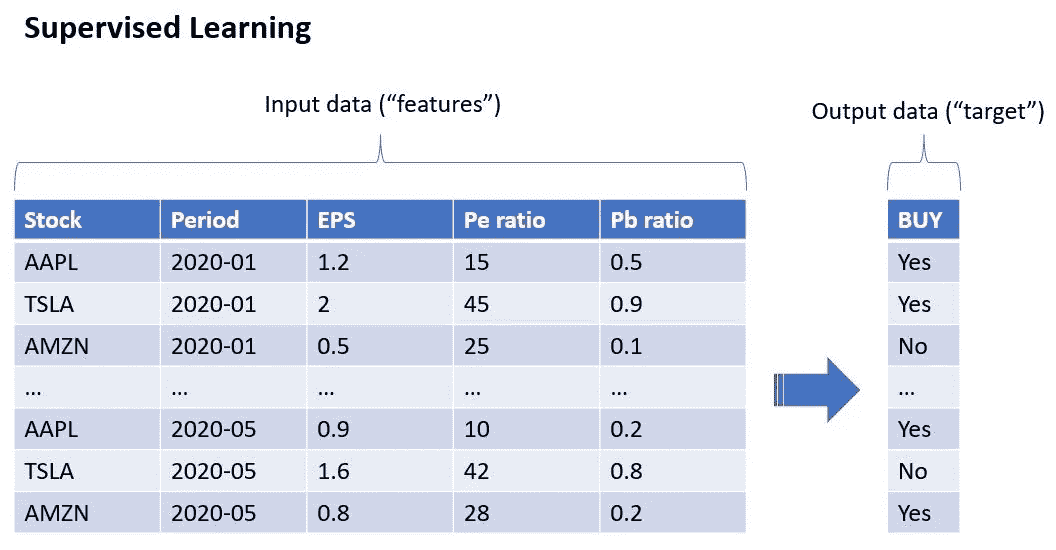 Supervised Learning
Input data (“features”)
Output data (“target”)
Stock Period EPS Pe ratio Pb ratio BUY
AAPL 2020-01 1.2 15 0.5 Yes
TSLA 2020-01 2 45 0.9 Yes
AMZN 2020-01 0.5 25 0.1 No
... ... ... ... ... ...
AAPL 2020-05 0.9 10 0.2 Yes
TSLA 2020-05 1.6 42 0.8 No
AMZN 2020-05 0.8 28 0.2 Yes